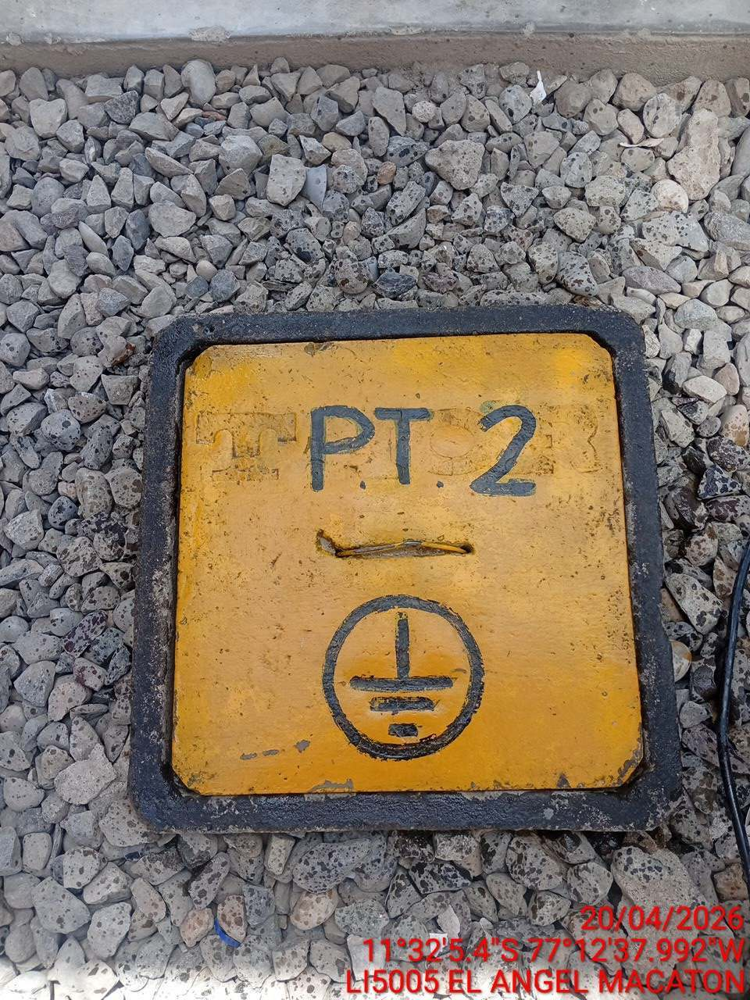 P.T. 2
20/04/2026
11°32'5.4"S 77°12'37.992"W
LI5005 EL ANGEL MACATON